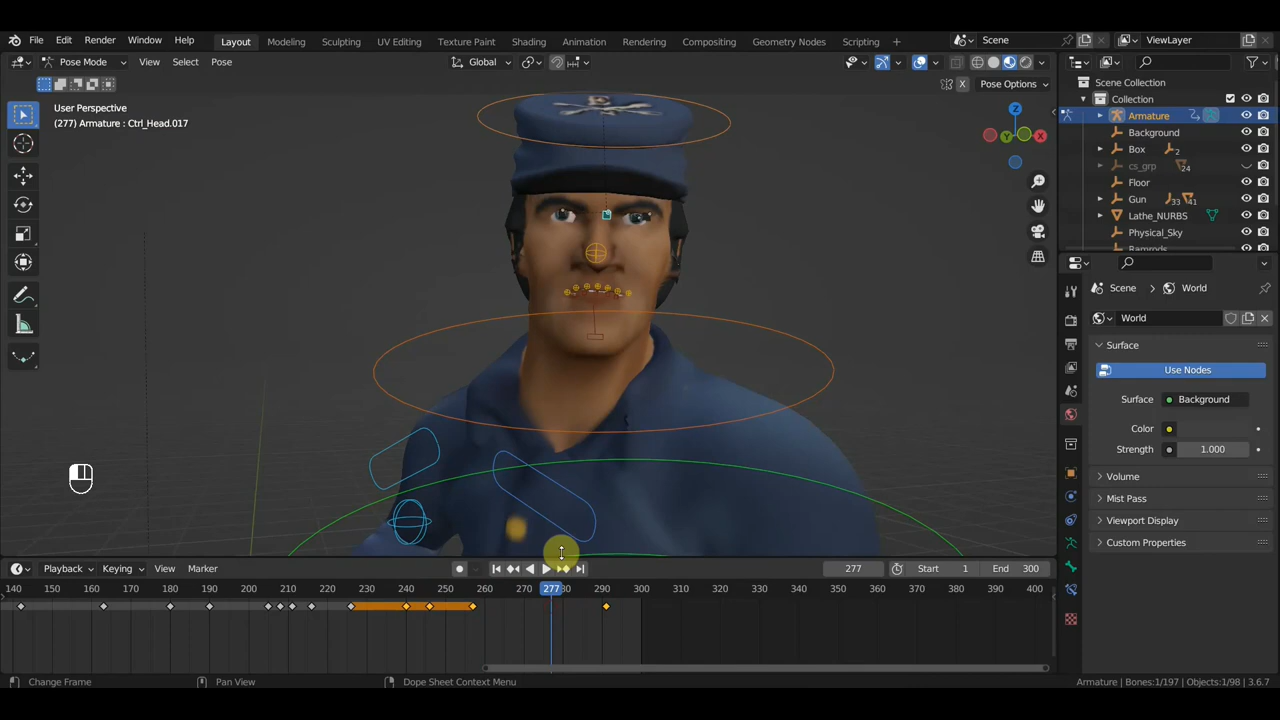 File Edit Render Window Help Layout Modeling Sculpting UV Editing Texture Paint Shading Animation Rendering Compositing Geometry Nodes Scripting + Scene ViewLayer
Pose Mode View Select Pose Global
X Pose Options
User Perspective
(277) Armature : Ctrl_Head.017
Z
Y X
Scene Collection
Collection
Armature
Background
Box 2
cs_grp 24
Floor
Gun 33 41
Lathe_NURBS
Physical_Sky
Ramrods
Scene > World
World
Surface
Use Nodes
Surface Background
Color
Strength 1.000
Volume
Mist Pass
Viewport Display
Custom Properties
Playback Keying View Marker 277 Start 1 End 300
140 150 160 170 180 190 200 210 220 230 240 250 260 270 277 280 290 300 310 320 330 340 350 360 370 380 390 400
Change Frame Pan View Dope Sheet Context Menu Armature | Bones:1/197 | Objects:1/98 | 3.6.7